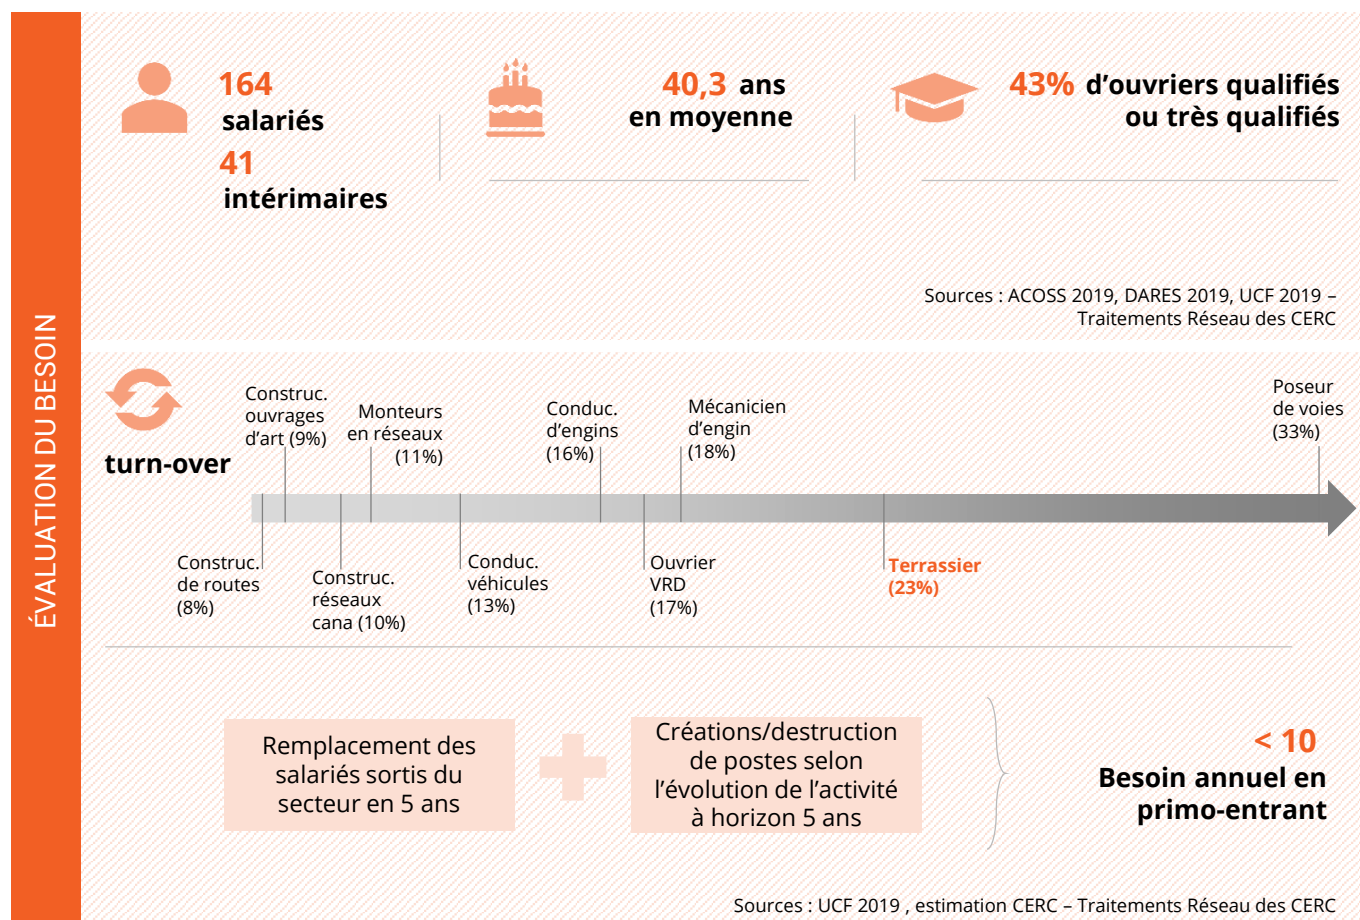 ÉVALUATION DU BESOIN
164
salariés
41
intérimaires
40,3 ans
en moyenne
43% d’ouvriers qualifiés
ou très qualifiés
Sources : ACOSS 2019, DARES 2019, UCF 2019 –
Traitements Réseau des CERC
turn-over
Construc.
ouvrages
d’art (9%)
Monteurs
en réseaux
(11%)
Conduc.
d’engins
(16%)
Mécanicien
d’engin
(18%)
Poseur
de voies
(33%)
Construc.
de routes
(8%)
Construc.
réseaux
cana (10%)
Conduc.
véhicules
(13%)
Ouvrier
VRD
(17%)
Terrassier
(23%)
Remplacement des
salariés sortis du
secteur en 5 ans
Créations/destruction
de postes selon
l’évolution de l’activité
à horizon 5 ans
< 10
Besoin annuel en
primo-entrant
Sources : UCF 2019 , estimation CERC – Traitements Réseau des CERC